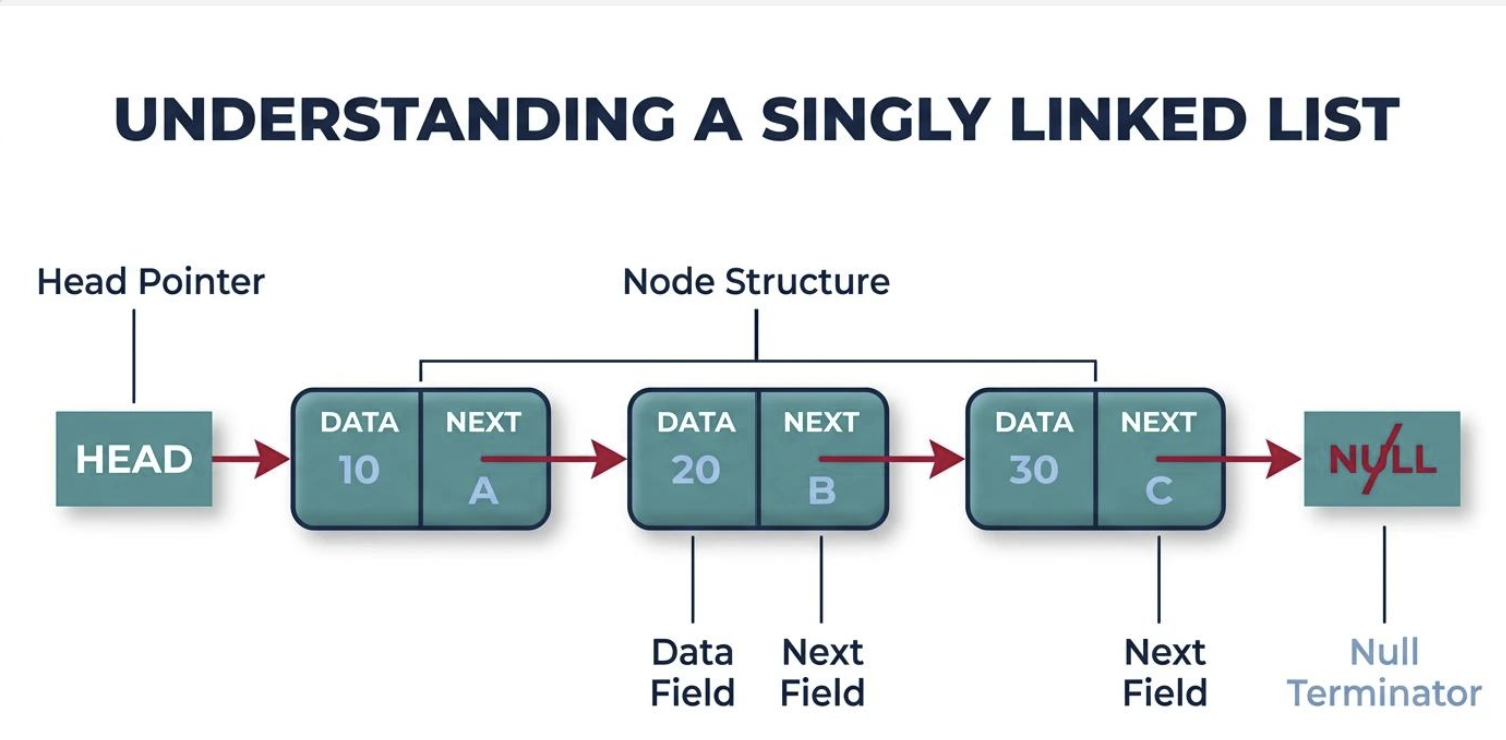 UNDERSTANDING A SINGLY LINKED LIST
Head Pointer
Node Structure
HEAD
DATA
10
NEXT
A
DATA
20
NEXT
B
DATA
30
NEXT
C
NULL
Data
Field
Next
Field
Next
Field
Null
Terminator